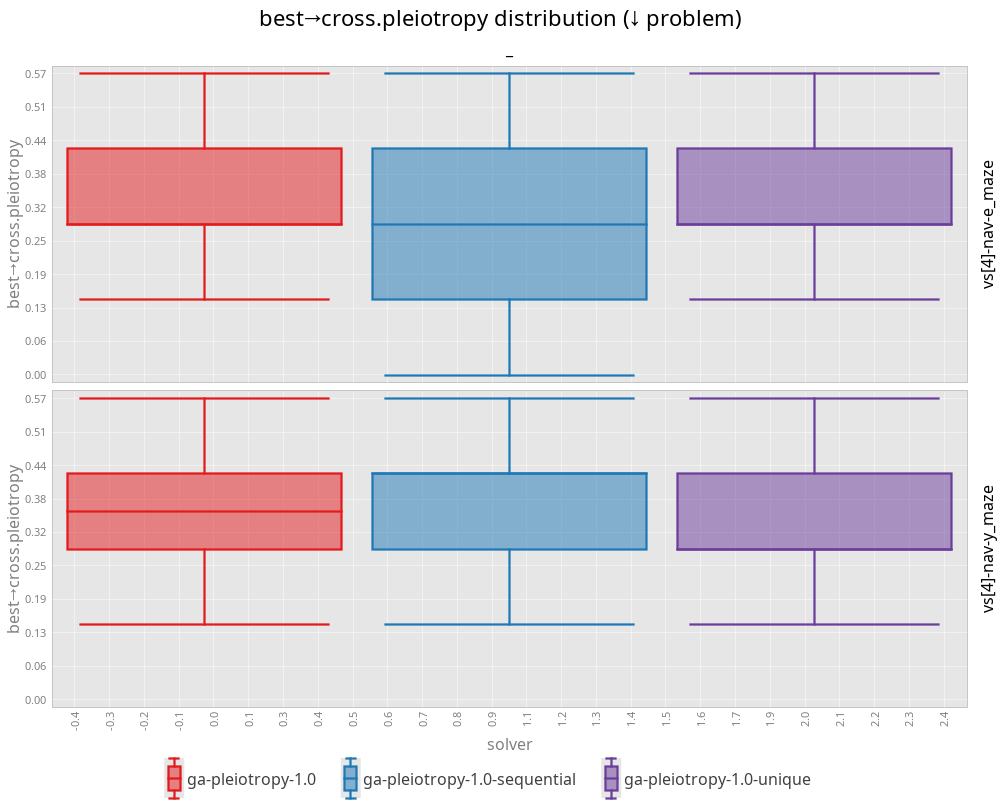 best→cross.pleiotropy distribution (↓ problem)
–
0.57
0.51
0.44
0.38
0.32
0.25
0.19
0.13
0.06
0.00
best→cross.pleiotropy
vs[4]-nav-e_maze
0.57
0.51
0.44
0.38
0.32
0.25
0.19
0.13
0.06
0.00
best→cross.pleiotropy
vs[4]-nav-y_maze
-0.4 -0.3 -0.2 -0.1 0.0 0.1 0.3 0.4 0.5 0.6 0.7 0.8 0.9 1.1 1.2 1.3 1.4 1.5 1.6 1.7 1.9 2.0 2.1 2.2 2.3 2.4
solver
ga-pleiotropy-1.0 ga-pleiotropy-1.0-sequential ga-pleiotropy-1.0-unique